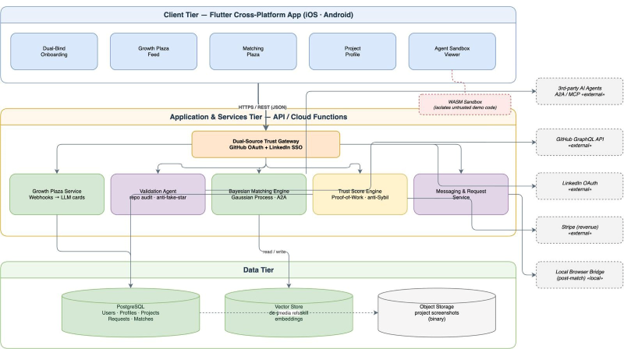 Client Tier — Flutter Cross-Platform App (iOS · Android)
Dual-Bind
Onboarding
Growth Plaza
Feed
Matching
Plaza
Project
Profile
Agent Sandbox
Viewer
3rd-party AI Agents
A2A / MCP «external»
WASM Sandbox
(isolates untrusted demo code)
HTTPS / REST (JSON)
Application & Services Tier — API / Cloud Functions
Dual-Source Trust Gateway
GitHub OAuth + LinkedIn SSO
GitHub GraphQL API
«external»
Growth Plaza Service
Webhooks → LLM cards
Validation Agent
repo audit · anti-fake-star
Bayesian Matching Engine
Gaussian Process · A2A
Trust Score Engine
Proof-of-Work · anti-Sybil
Messaging & Request
Service
LinkedIn OAuth
«external»
Stripe (revenue)
«external»
read / write
Local Browser Bridge
(post-match) «local»
Data Tier
PostgreSQL
Users · Profiles · Projects
Requests · Matches
Vector Store
embeddings
Object Storage
project screenshots
(binary)